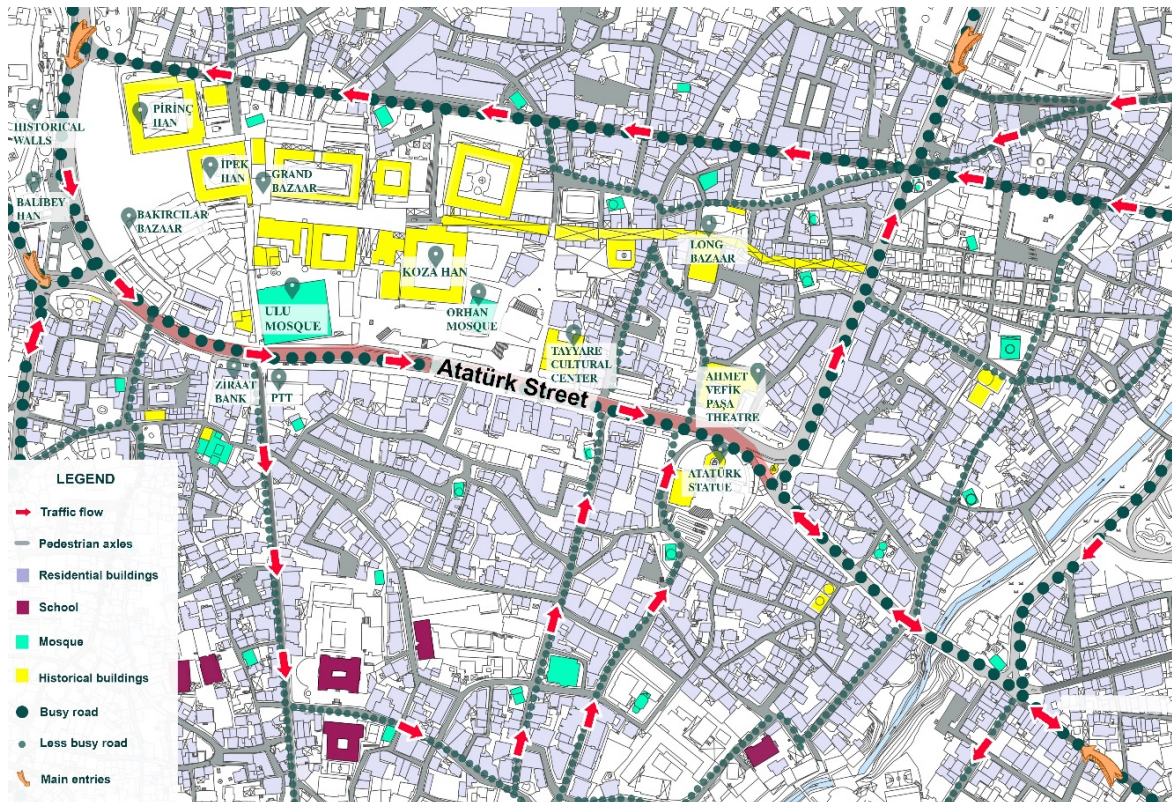 PİRİNÇ
HAN
HISTORICAL
WALLS
İPEK
HAN
GRAND
BAZAAR
BALİBEY
HAN
BAKIRCILAR
BAZAAR
LONG
BAZAAR
KOZA HAN
ULU
MOSQUE
ORHAN
MOSQUE
TAYYARE
CULTURAL
CENTER
ZİRAAT
BANK
PTT
Atatürk Street
AHMET
VEFİK
PAŞA
THEATRE
ATATÜRK
STATUE
LEGEND
Traffic flow
Pedestrian axles
Residential buildings
School
Mosque
Historical buildings
Busy road
Less busy road
Main entries